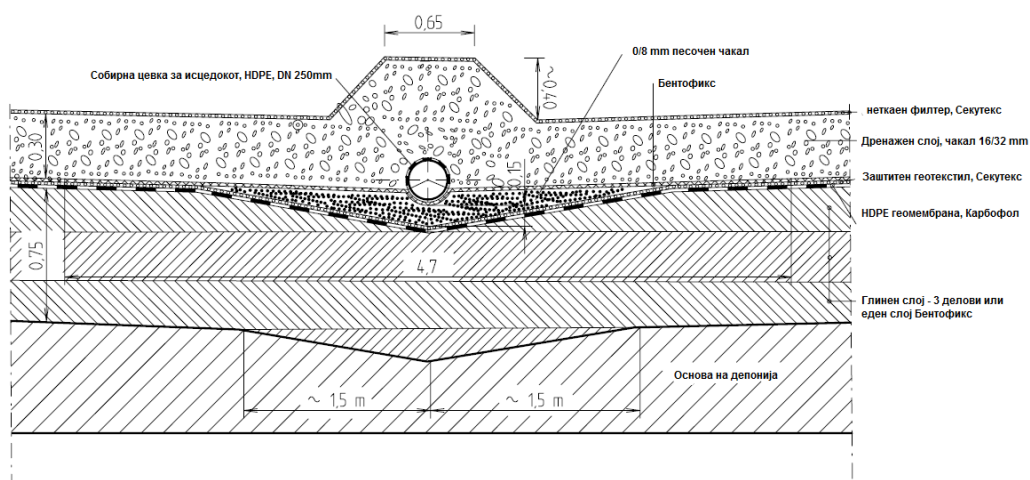 0,65
0/8 mm песочен чакал
Собирна цевка за исцедокот, HDPE, DN 250mm
~0,40
Бентофикс
неткаен филтер, Секутекс
Дренажен слој, чакал 16/32 mm
0.30
0.15
Заштитен геотекстил, Секутекс
HDPE геомембрана, Карбофол
0,75
4,7
Глинен слој - 3 делови или
еден слој Бентофикс
Основа на депонија
~ 1,5 m
~ 1,5 m